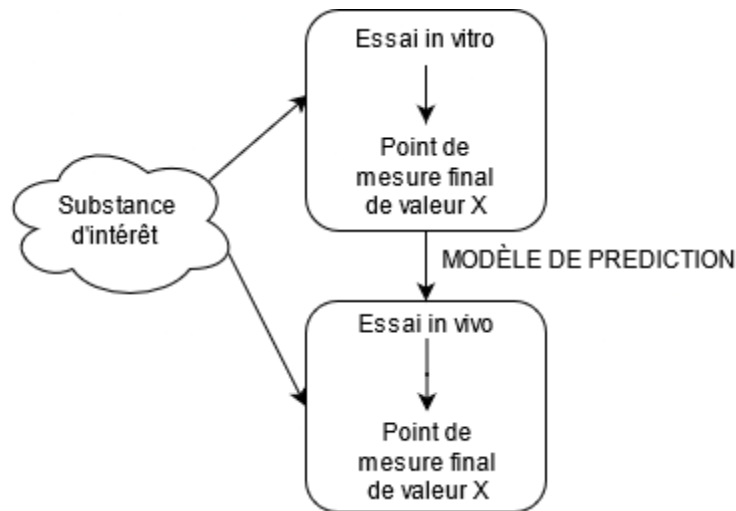 Essai in vitro
Point de
mesure final
de valeur X
Substance
d'intérêt
MODÈLE DE PREDICTION
Essai in vivo
Point de
mesure final
de valeur X